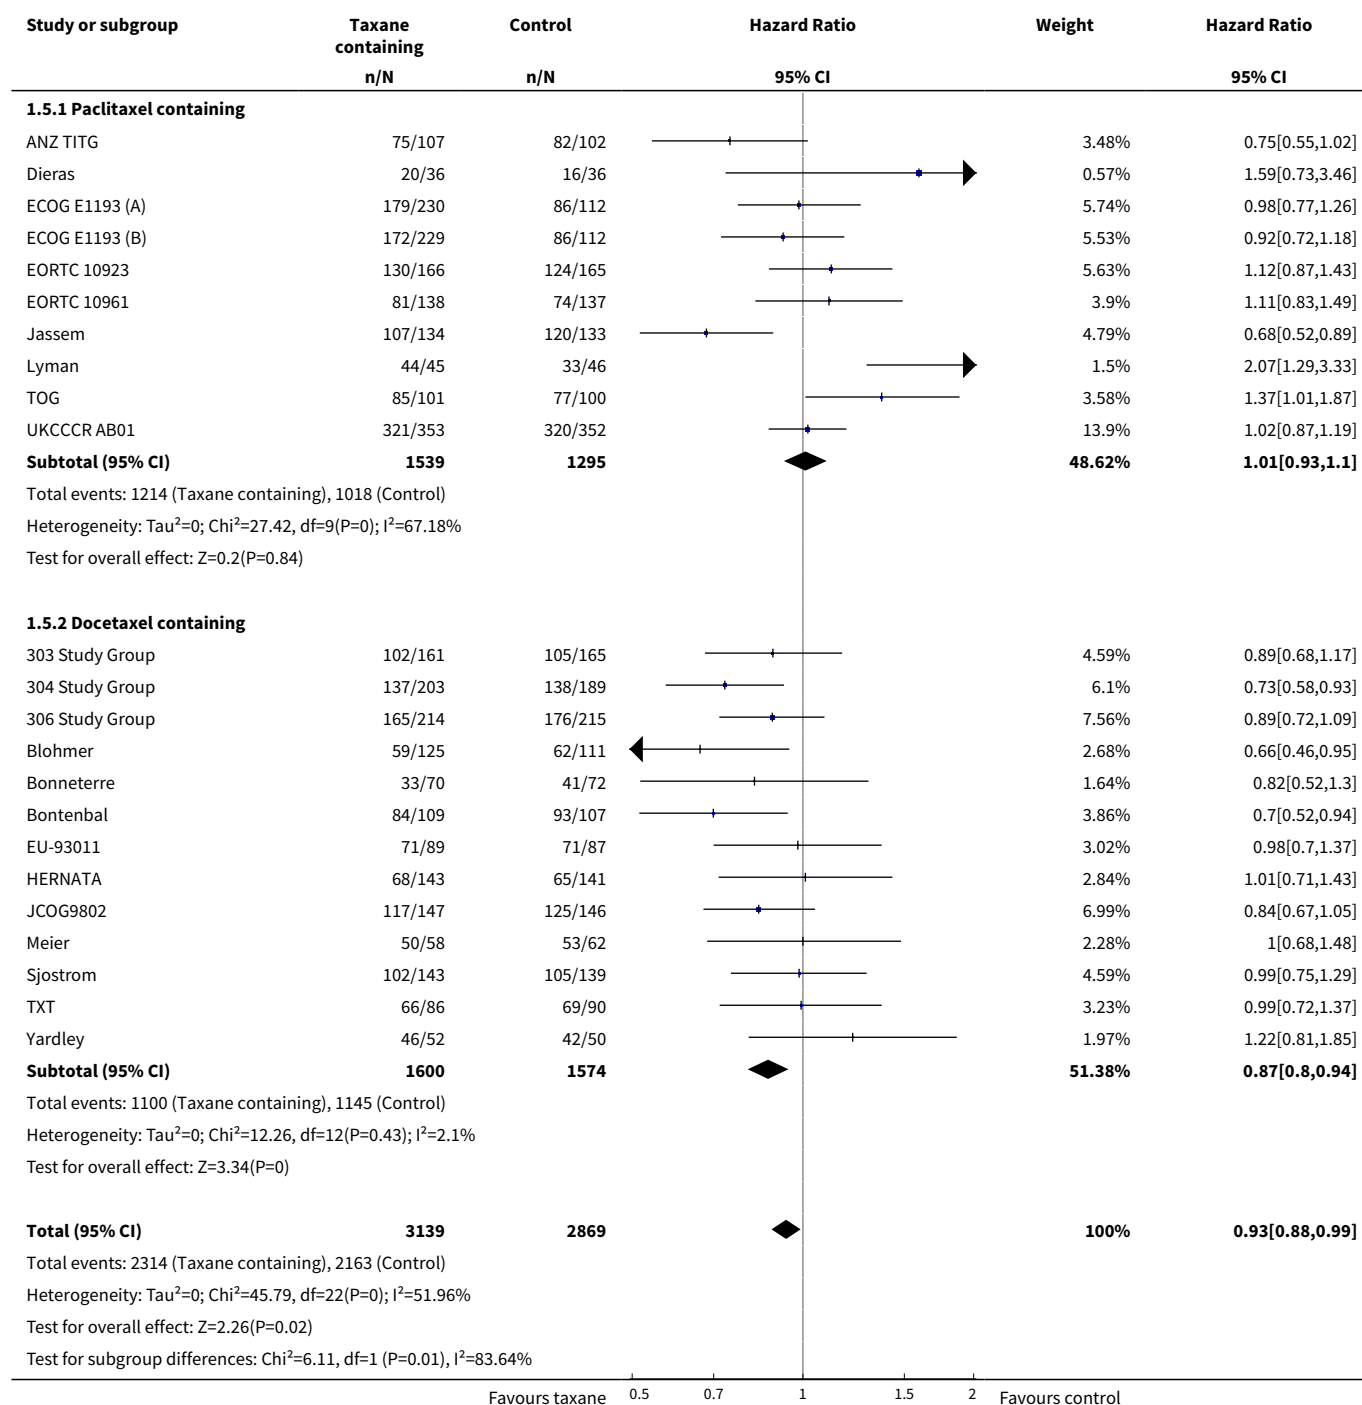 Study or subgroup Taxane containing Control Hazard Ratio Weight Hazard Ratio
n/N n/N 95% CI 95% CI
1.5.1 Paclitaxel containing
ANZ TITG 75/107 82/102 3.48% 0.75[0.55,1.02]
Dieras 20/36 16/36 0.57% 1.59[0.73,3.46]
ECOG E1193 (A) 179/230 86/112 5.74% 0.98[0.77,1.26]
ECOG E1193 (B) 172/229 86/112 5.53% 0.92[0.72,1.18]
EORTC 10923 130/166 124/165 5.63% 1.12[0.87,1.43]
EORTC 10961 81/138 74/137 3.9% 1.11[0.83,1.49]
Jassem 107/134 120/133 4.79% 0.68[0.52,0.89]
Lyman 44/45 33/46 1.5% 2.07[1.29,3.33]
TOG 85/101 77/100 3.58% 1.37[1.01,1.87]
UKCCCR AB01 321/353 320/352 13.9% 1.02[0.87,1.19]
Subtotal (95% CI) 1539 1295 48.62% 1.01[0.93,1.1]
Total events: 1214 (Taxane containing), 1018 (Control)
Heterogeneity: Tau²=0; Chi²=27.42, df=9(P=0); I²=67.18%
Test for overall effect: Z=0.2(P=0.84)
1.5.2 Docetaxel containing
303 Study Group 102/161 105/165 4.59% 0.89[0.68,1.17]
304 Study Group 137/203 138/189 6.1% 0.73[0.58,0.93]
306 Study Group 165/214 176/215 7.56% 0.89[0.72,1.09]
Blohmer 59/125 62/111 2.68% 0.66[0.46,0.95]
Bonneterre 33/70 41/72 1.64% 0.82[0.52,1.3]
Bontenbal 84/109 93/107 3.86% 0.7[0.52,0.94]
EU-93011 71/89 71/87 3.02% 0.98[0.7,1.37]
HERNATA 68/143 65/141 2.84% 1.01[0.71,1.43]
JCOG9802 117/147 125/146 6.99% 0.84[0.67,1.05]
Meier 50/58 53/62 2.28% 1[0.68,1.48]
Sjostrom 102/143 105/139 4.59% 0.99[0.75,1.29]
TXT 66/86 69/90 3.23% 0.99[0.72,1.37]
Yardley 46/52 42/50 1.97% 1.22[0.81,1.85]
Subtotal (95% CI) 1600 1574 51.38% 0.87[0.8,0.94]
Total events: 1100 (Taxane containing), 1145 (Control)
Heterogeneity: Tau²=0; Chi²=12.26, df=12(P=0.43); I²=2.1%
Test for overall effect: Z=3.34(P=0)
Total (95% CI) 3139 2869 100% 0.93[0.88,0.99]
Total events: 2314 (Taxane containing), 2163 (Control)
Heterogeneity: Tau²=0; Chi²=45.79, df=22(P=0); I²=51.96%
Test for overall effect: Z=2.26(P=0.02)
Test for subgroup differences: Chi²=6.11, df=1 (P=0.01), I²=83.64%
Favours taxane 0.5 0.7 1 1.5 2 Favours control